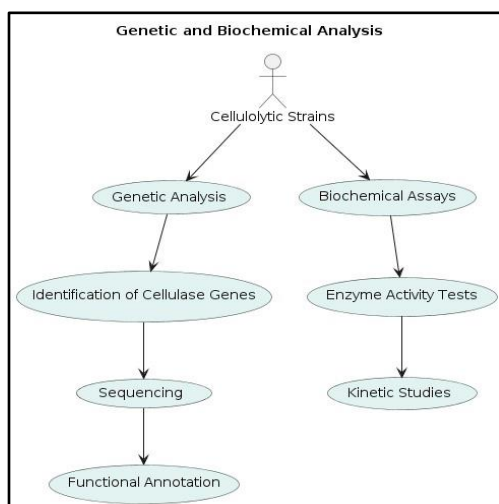 Genetic and Biochemical Analysis
Cellulolytic Strains
Genetic Analysis
Biochemical Assays
Identification of Cellulase Genes
Enzyme Activity Tests
Sequencing
Kinetic Studies
Functional Annotation